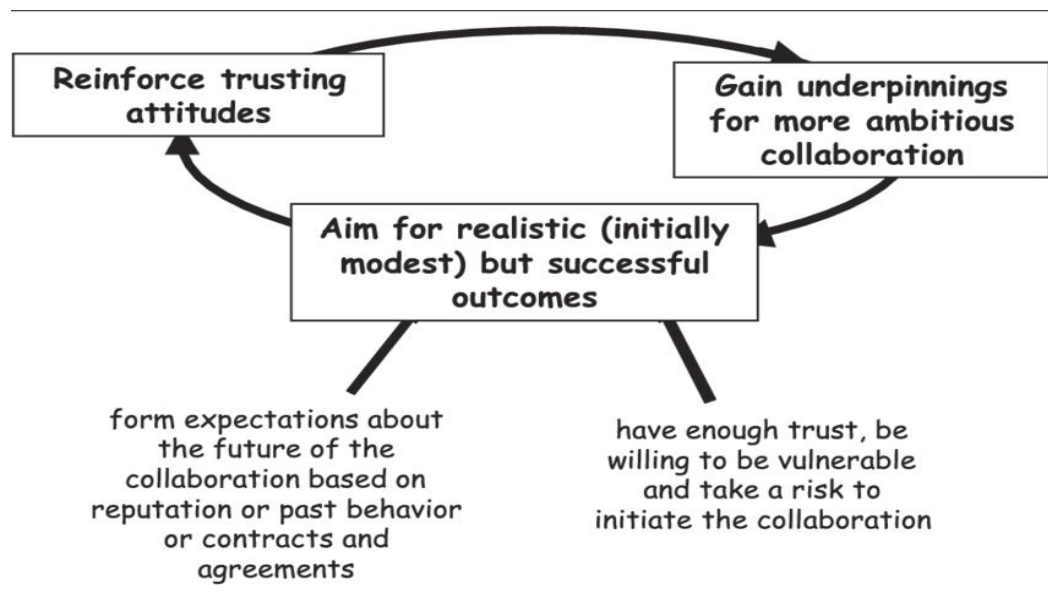 Reinforce trusting
attitudes
Gain underpinnings
for more ambitious
collaboration
Aim for realistic (initially
modest) but successful
outcomes
form expectations about
the future of the
collaboration based on
reputation or past behavior
or contracts and
agreements
have enough trust, be
willing to be vulnerable
and take a risk to
initiate the collaboration